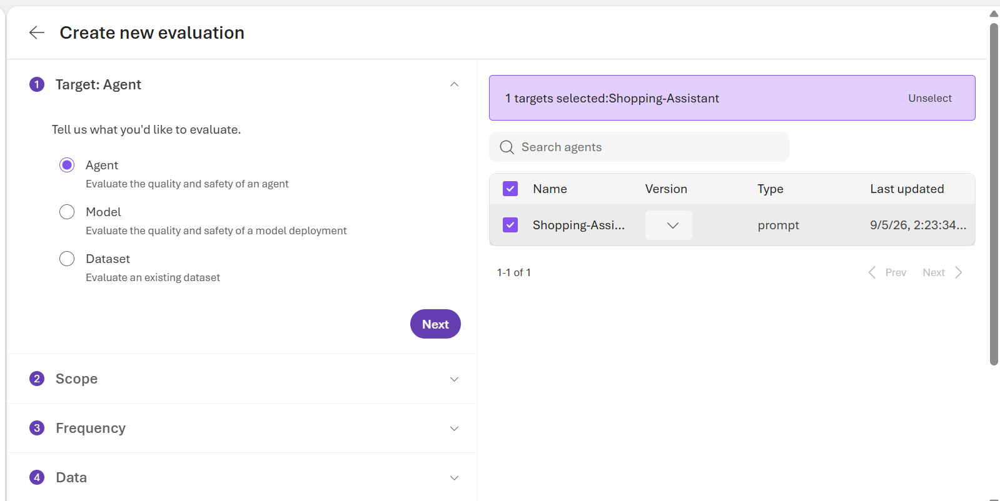 Create new evaluation
1 Target: Agent
Tell us what you'd like to evaluate.
Agent
Evaluate the quality and safety of an agent
Model
Evaluate the quality and safety of a model deployment
Dataset
Evaluate an existing dataset
Next
2 Scope
3 Frequency
4 Data
1 targets selected:Shopping-Assistant Unselect
Search agents
Name Version Type Last updated
Shopping-Assi... prompt 9/5/26, 2:23:34...
1-1 of 1 Prev Next